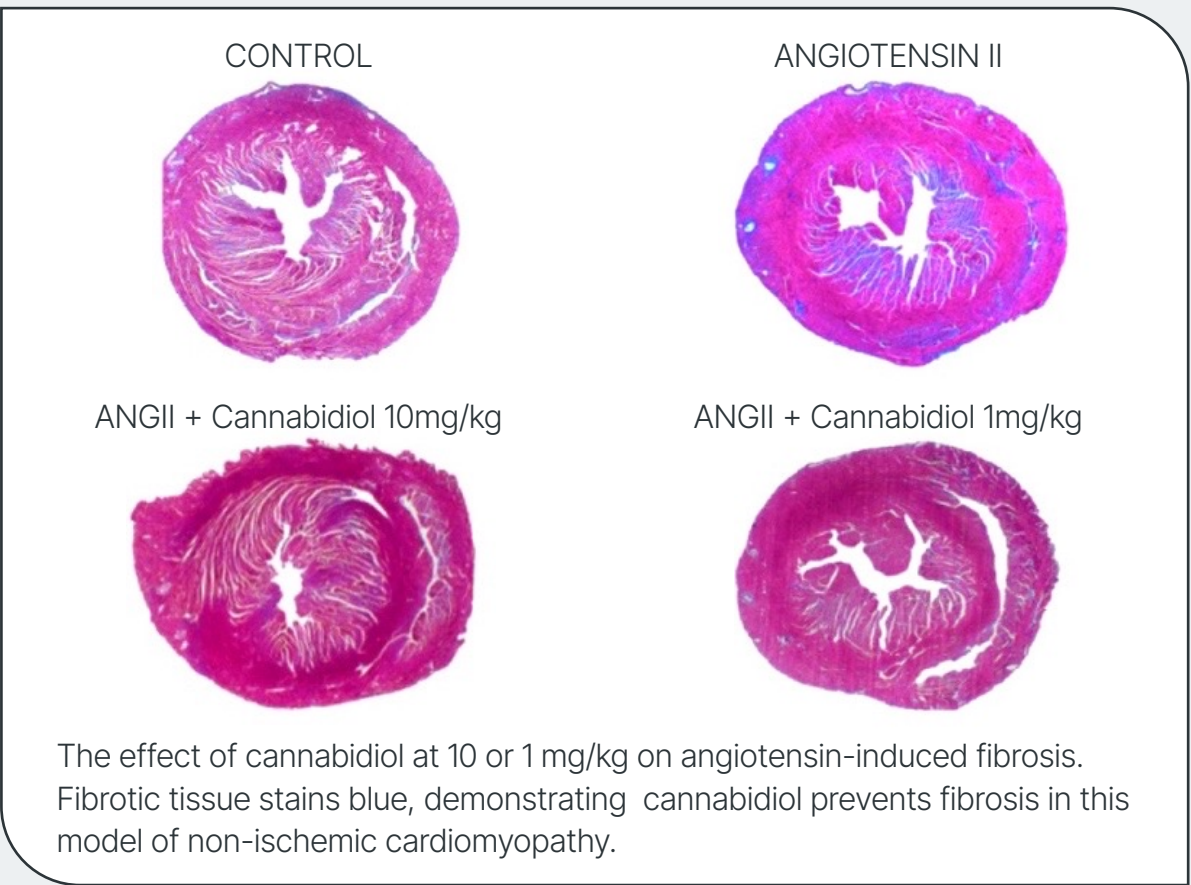 CONTROL
ANGIOTENSIN II
ANGII + Cannabidiol 10mg/kg
ANGII + Cannabidiol 1mg/kg
The effect of cannabidiol at 10 or 1 mg/kg on angiotensin-induced fibrosis.
Fibrotic tissue stains blue, demonstrating  cannabidiol prevents fibrosis in this
model of non-ischemic cardiomyopathy.